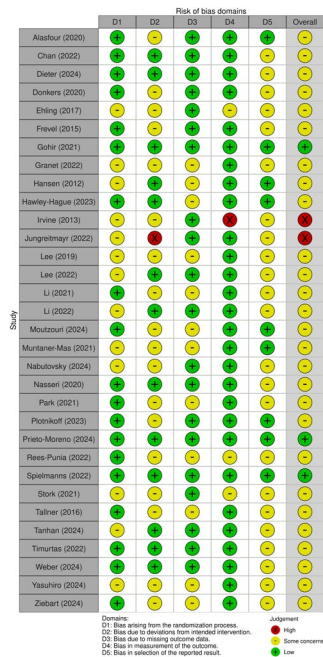 Risk of bias domains
D1 D2 D3 D4 D5 Overall
Study
Alasfour (2020) + - + + + -
Chan (2022) + + + + - -
Dieter (2024) + + + + - -
Donkers (2020) + - + + - -
Ehling (2017) - - + - - -
Frevel (2015) + - - + - -
Gohir (2021) + + + + + +
Granet (2022) - - - + - -
Hansen (2012) - + - + + -
Hawley-Hague (2023) + + - + + -
Irvine (2013) - - + X - X
Jungreitmayr (2022) - X + + - X
Lee (2019) - - - + - -
Lee (2022) - + + + - -
Li (2021) + - - + - -
Li (2022) - + + + - -
Moutzouri (2024) + - - + + -
Muntaner-Mas (2021) - - - + + -
Nabutovsky (2024) - - + + - -
Nasseri (2020) + + + + - -
Park (2021) + - - + - -
Plotnikoff (2023) + - + + + -
Prieto-Moreno (2024) + + + + + +
Rees-Punia (2022) + - - - - -
Spielmanns (2022) + + + + + +
Stork (2021) - - + - - -
Tallner (2016) + - - + - -
Tanhan (2024) - + + + - -
Timurtas (2022) + + + + - -
Weber (2024) + + + + - -
Yasuhiro (2024) - - - + - -
Ziebart (2024) + - - + - -
Domains:
D1: Bias arising from the randomization process.
D2: Bias due to deviations from intended intervention.
D3: Bias due to missing outcome data.
D4: Bias in measurement of the outcome.
D5: Bias in selection of the reported result.
Judgement
X High
- Some concerns
+ Low